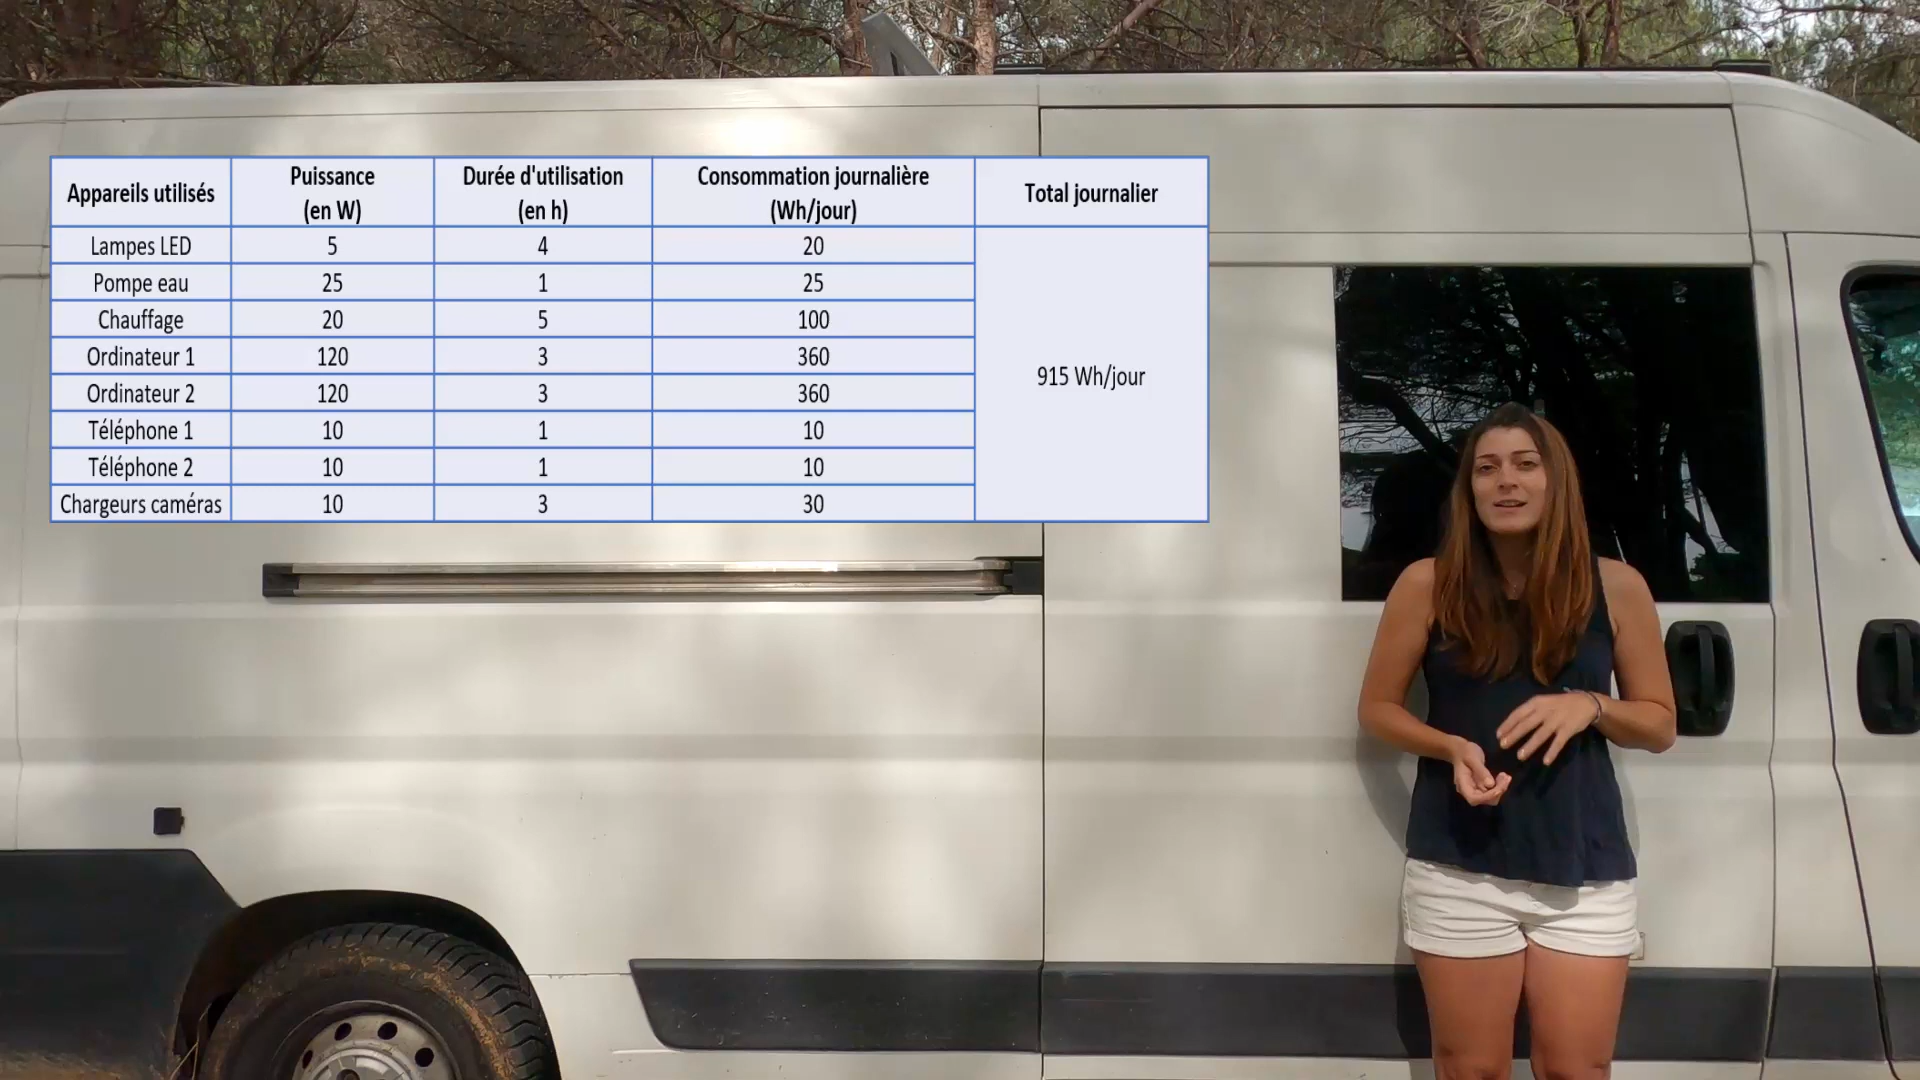 Appareils utilisés Puissance (en W) Durée d'utilisation (en h) Consommation journalière (Wh/jour) Total journalier
Lampes LED 5 4 20
Pompe eau 25 1 25
Chauffage 20 5 100
Ordinateur 1 120 3 360
Ordinateur 2 120 3 360
915 Wh/jour
Téléphone 1 10 1 10
Téléphone 2 10 1 10
Chargeurs caméras 10 3 30